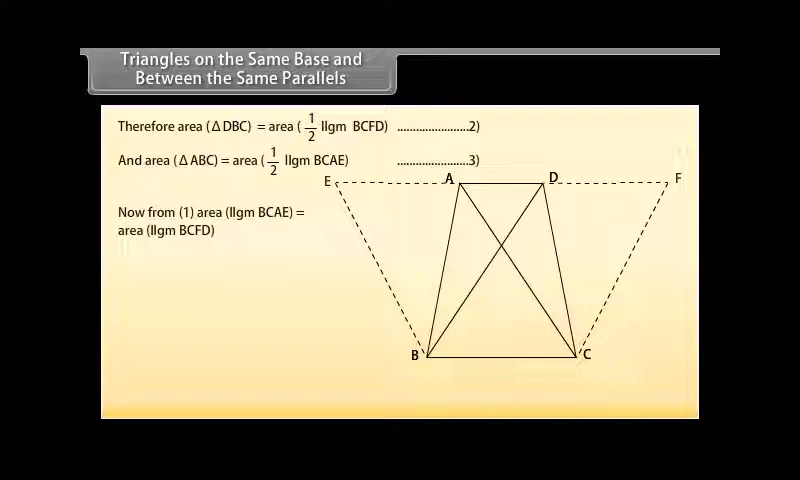 Triangles on the Same Base and
Between the Same Parallels
Therefore area (Δ DBC) = area ( 1/2 llgm BCFD) .......................2)
And area (Δ ABC) = area ( 1/2 llgm BCAE) .......................3)
E A D F
Now from (1) area (llgm BCAE) =
area (llgm BCFD)
B C